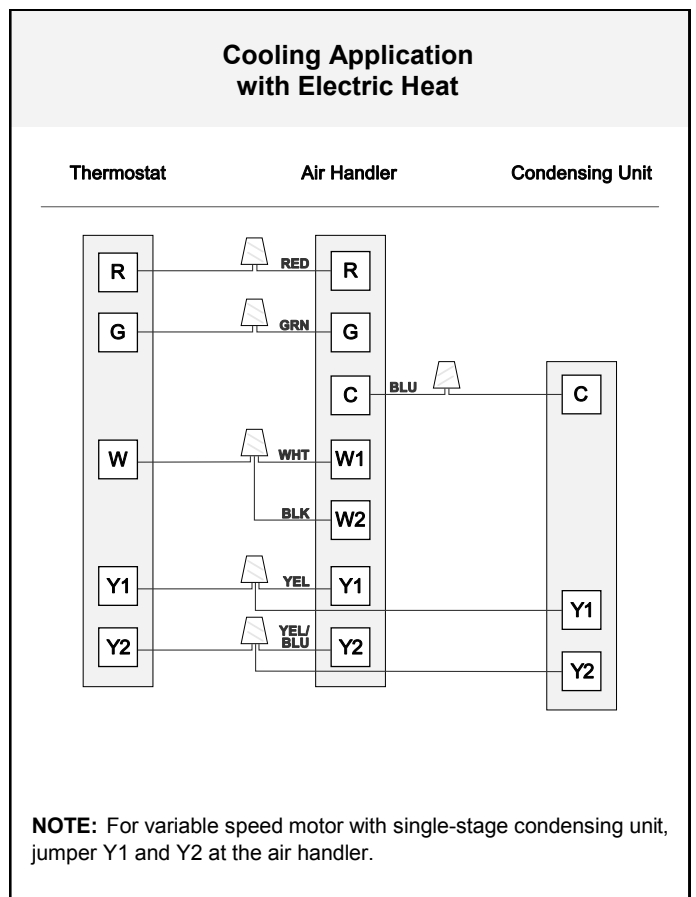 Cooling Application
with Electric Heat
Thermostat Air Handler Condensing Unit
R RED R
G GRN G
C BLU C
W WHT W1
BLK W2
Y1 YEL Y1
Y1
Y2 YEL/
BLU Y2
Y2
NOTE: For variable speed motor with single-stage condensing unit,
jumper Y1 and Y2 at the air handler.